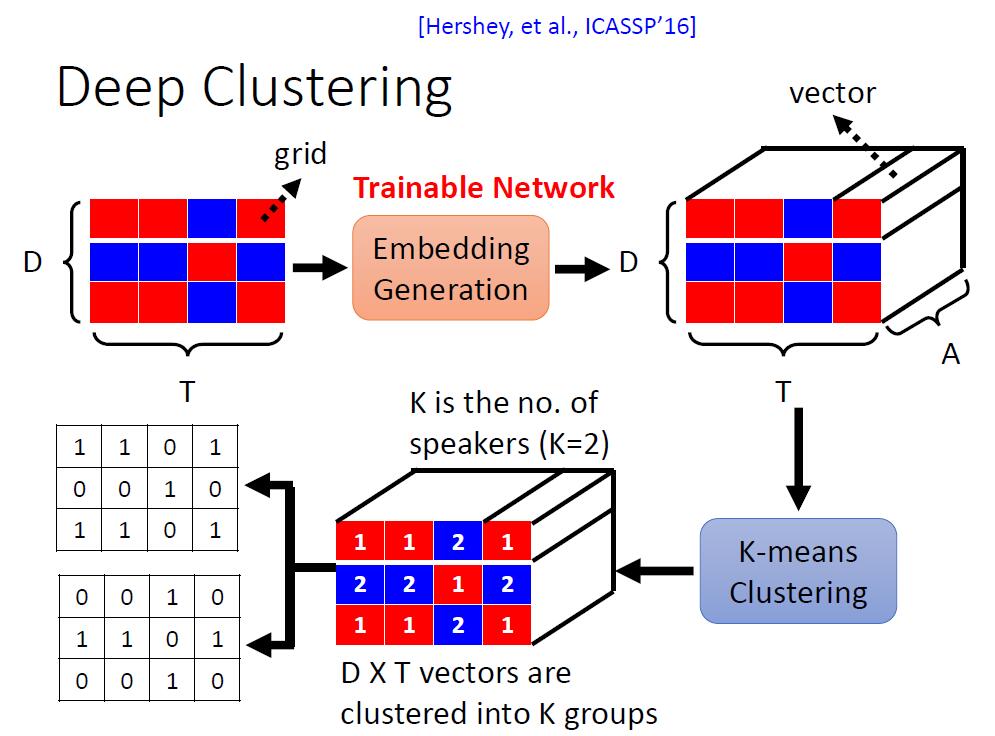 [Hershey, et al., ICASSP’16]
Deep Clustering
vector
grid
Trainable Network
D
Embedding
Generation
D
A
T
T
K is the no. of
speakers (K=2)
1 1 0 1
0 0 1 0
1 1 0 1
1 1 2 1
2 2 1 2
1 1 2 1
K-means
Clustering
0 0 1 0
1 1 0 1
0 0 1 0
D X T vectors are
clustered into K groups